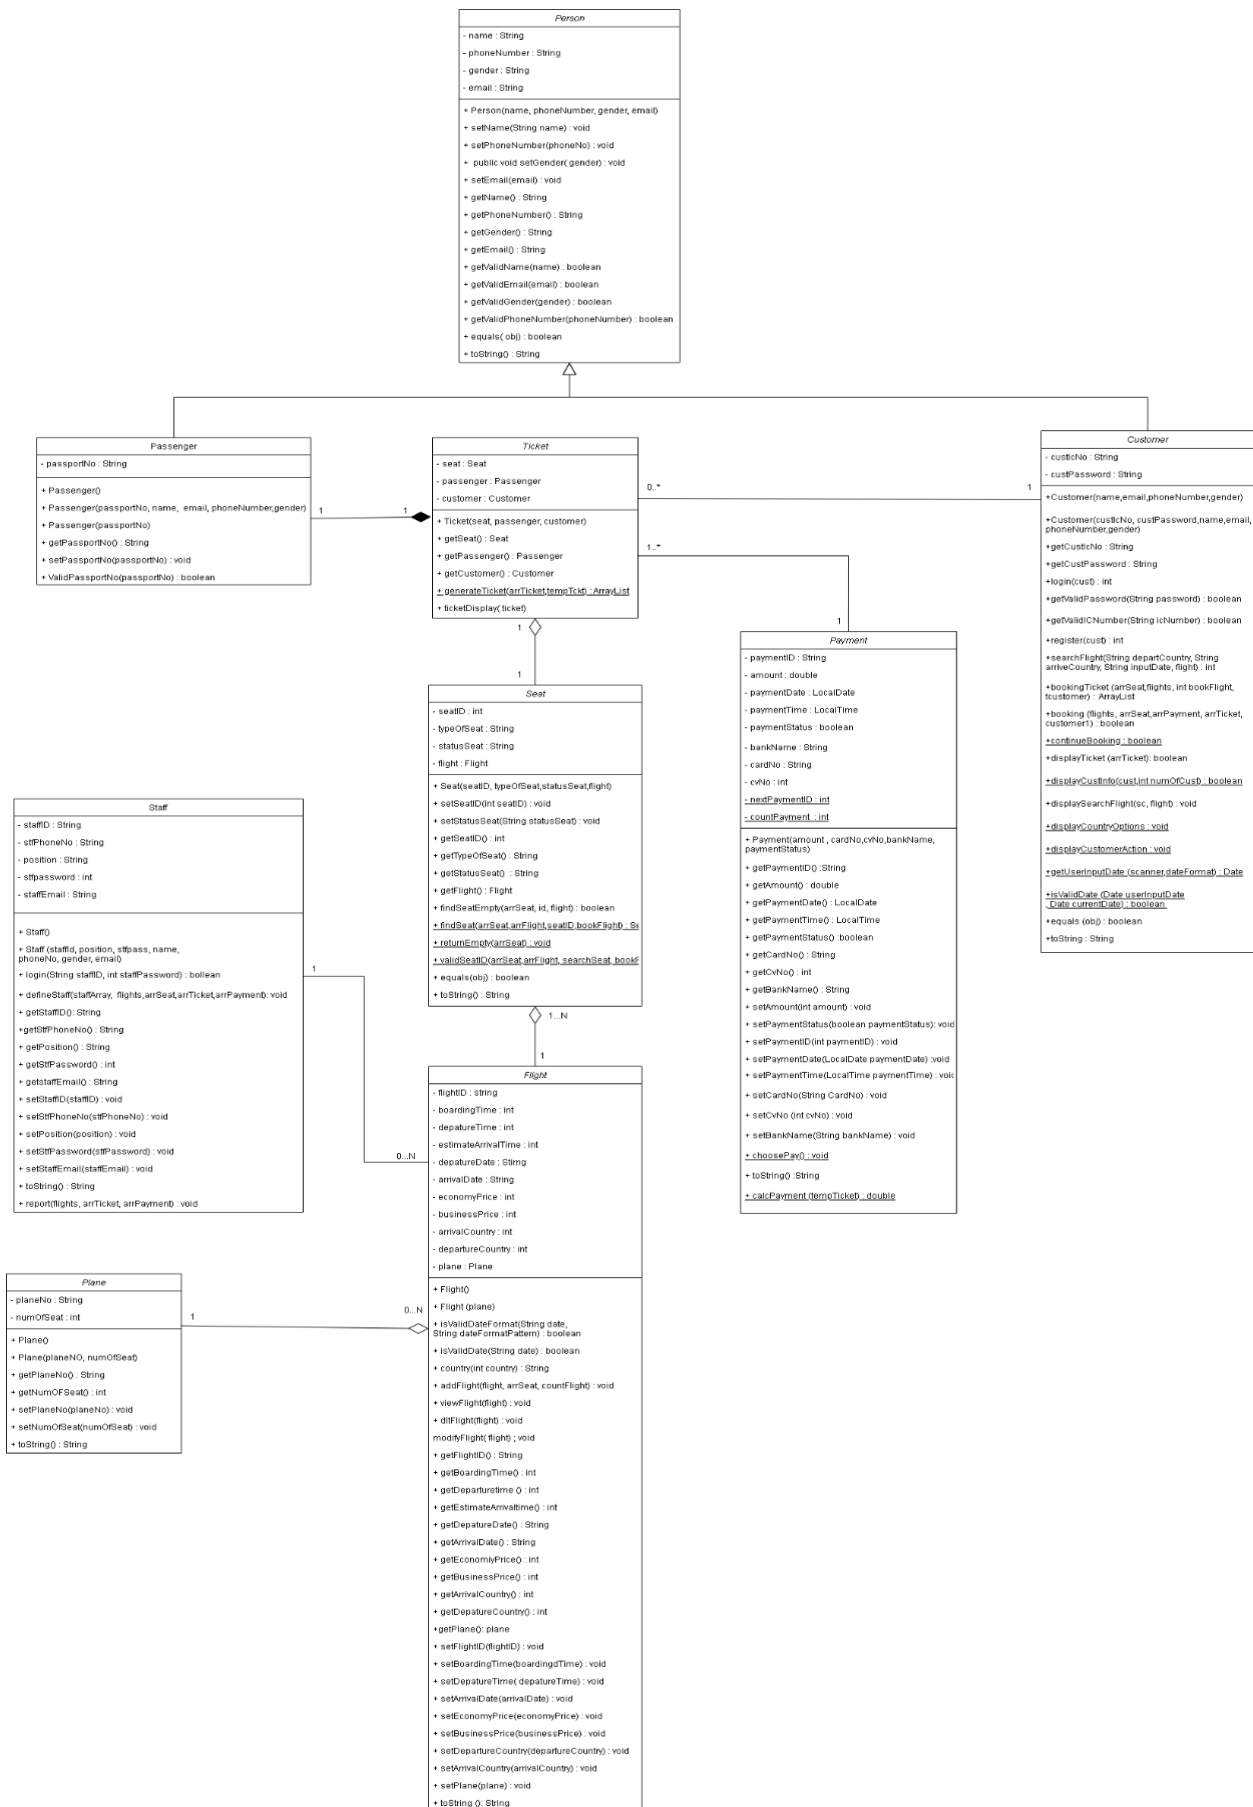 Person
- name : String
- phoneNumber : String
- gender : String
- email : String
+ Person(name, phoneNumber, gender, email)
+ setName(String name) : void
+ setPhoneNumber(phoneNo) : void
+ public void setGender( gender) : void
+ setEmail(email) : void
+ getName() : String
+ getPhoneNumber() : String
+ getGender() : String
+ getEmail() : String
+ getValidName(name) : boolean
+ getValidEmail(email) : boolean
+ getValidGender(gender) : boolean
+ getValidPhoneNumber(phoneNumber) : boolean
+ equals( obj) : boolean
+ toString() : String
Passenger
- passportNo : String
+ Passenger()
+ Passenger(passportNo, name, email, phoneNumber,gender)
+ Passenger(passportNo)
+ getPassportNo() : String
+ setPassportNo(passportNo) : void
+ ValidPassportNo(passportNo) : boolean
1
1
Ticket
- seat : Seat
- passenger : Passenger
- customer : Customer
+ Ticket(seat, passenger, customer)
+ getSeat() : Seat
+ getPassenger() : Passenger
+ getCustomer() : Customer
+ generateTicket(arrTicket,tempTckt) : ArrayList
+ ticketDisplay( ticket)
0..*
1
1..*
1
1
1
Customer
- custIcNo : String
- custPassword : String
+Customer(name,email,phoneNumber,gender)
+Customer(custIcNo, custPassword,name,email,
phoneNumber,gender)
+getCustIcNo : String
+getCustPassword : String
+login(cust) : int
+getValidPassword(String password) : boolean
+getValidICNumber(String icNumber) : boolean
+register(cust) : int
+searchFlight(String departCountry, String
arriveCountry, String inputDate, flight) : int
+bookingTicket (arrSeat,flights, int bookFlight,
tcustomer) : ArrayList
+booking (flights, arrSeat,arrPayment, arrTicket,
customer1) : boolean
+continueBooking : boolean
+displayTicket (arrTicket): boolean
+displayCustInfo(cust,int numOfCust) : boolean
+displaySearchFlight(sc, flight) : void
+displayCountryOptions : void
+displayCustomerAction : void
+getUserInputDate (scanner,dateFormat) : Date
+isValidDate (Date userInputDate
, Date currentDate) : boolean
+equals (obj) : boolean
+toString : String
Payment
- paymentID : String
- amount : double
- paymentDate : LocalDate
- paymentTime : LocalTime
- paymentStatus : boolean
- bankName : String
- cardNo : String
- cvNo : int
- nextPaymentID : int
- countPayment : int
+ Payment(amount , cardNo,cvNo,bankName,
paymentStatus)
+ getPaymentID() :String
+ getAmount() : double
+ getPaymentDate() : LocalDate
+ getPaymentTime() : LocalTime
+ getPaymentStatus() :boolean
+ getCardNo() : String
+ getCvNo() : int
+ getBankName() : String
+ setAmount(int amount) : void
+ setPaymentStatus(boolean paymentStatus): void
+ setPaymentID(int paymentID) : void
+ setPaymentDate(LocalDate paymentDate) :void
+ setPaymentTime(LocalTime paymentTime) : voic
+ setCardNo(String CardNo) : void
+ setCvNo (int cvNo) : void
+ setBankName(String bankName) : void
+ choosePay() : void
+ toString() :String
+ calcPayment (tempTicket) : double
Seat
- seatID : int
- typeOfSeat : String
- statusSeat : String
- flight : Flight
+ Seat(seatID, typeOfSeat,statusSeat,flight)
+ setSeatID(int seatID) : void
+ setStatusSeat(String statusSeat) : void
+ getSeatID() : int
+ getTypeOfSeat() : String
+ getStatusSeat() : String
+ getFlight() : Flight
+ findSeatEmpty(arrSeat, id, flight) : boolean
+ findSeat(arrSeat,arrFlight,seatID,bookFlight) : Se
+ returnEmpty(arrSeat) : void
+ validSeatID(arrSeat,arrFlight, searchSeat, bookF
+ equals(obj) : boolean
+ toString() : String
1...N
1
Staff
- staffID : String
- stfPhoneNo : String
- position : String
- stfpassword : int
- staffEmail : String
+ Staff()
+ Staff (staffId, position, stfpass, name,
phoneNo, gender, email)
+ login(String staffID, int staffPassword) : bollean
+ defineStaff(staffArray, flights,arrSeat,arrTicket,arrPayment): void
+ getStaffID(): String
+getStfPhoneNo() : String
+ getPosition() : String
+ getStfPassword() : int
+ getstaffEmail() : String
+ setStaffID(staffID) : void
+ setStfPhoneNo(stfPhoneNo) : void
+ setPosition(position) : void
+ setStfPassword(stfPassword) : void
+ setStaffEmail(staffEmail) : void
+ toString() : String
+ report(flights, arrTicket, arrPayment) : void
1
0...N
Plane
- planeNo : String
- numOfSeat : int
+ Plane()
+ Plane(planeNO, numOfSeat)
+ getPlaneNo() : String
+ getNumOFSeat() : int
+ setPlaneNo(planeNo) : void
+ setNumOfSeat(numOfSeat) : void
+ toString() : String
1
0...N
Flight
- flightID : string
- boardingTime : int
- depatureTime : int
- estimateArrivalTime : int
- depatureDate : Stirng
- arrivalDate : String
- economyPrice : int
- businessPrice : int
- arrivalCountry : int
- departureCountry : int
- plane : Plane
+ Flight()
+ Flight (plane)
+ isValidDateFormat(String date,
String dateFormatPattern) : boolean
+ isValidDate(String date) : boolean
+ country(int country) : String
+ addFlight(flight, arrSeat, countFlight) : void
+ viewFlight(flight) : void
+ dltFlight(flight) : void
modifyFlight( flight) ; void
+ getFlightID() : String
+ getBoardingTime() : int
+ getDeparturetime () : int
+ getEstimateArrivaltime() : int
+ getDepatureDate() : String
+ getArrivalDate() : String
+ getEconomiyPrice() : int
+ getBusinessPrice() : int
+ getArrivalCountry() : int
+ getDepatureCountry() : int
+getPlane(): plane
+ setFlightID(flightID) : void
+ setBoardingTime(boardingdTime) : void
+ setDepatureTime( depatureTime) : void
+ setArrivalDate(arrivalDate) : void
+ setEconomyPrice(economyPrice) : void
+ setBusinessPrice(businessPrice) : void
+ setDepartureCountry(departureCountry) : void
+ setArrivalCountry(arrivalCountry) : void
+ setPlane(plane) : void
+ toString (): String